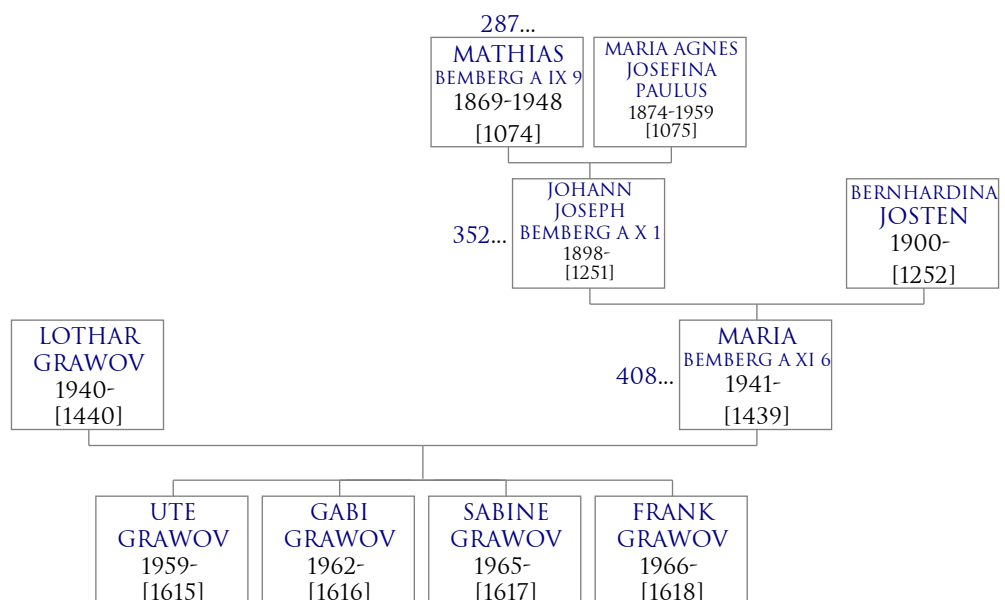 287...
MATHIAS
BEMBERG A IX 9
1869-1948
[1074]
MARIA AGNES
JOSEFINA
PAULUS
1874-1959
[1075]
352...
JOHANN
JOSEPH
BEMBERG A X 1
1898-
[1251]
BERNHARDINA
JOSTEN
1900-
[1252]
LOTHAR
GRAWOV
1940-
[1440]
408...
MARIA
BEMBERG A XI 6
1941-
[1439]
UTE
GRAWOV
1959-
[1615]
GABI
GRAWOV
1962-
[1616]
SABINE
GRAWOV
1965-
[1617]
FRANK
GRAWOV
1966-
[1618]